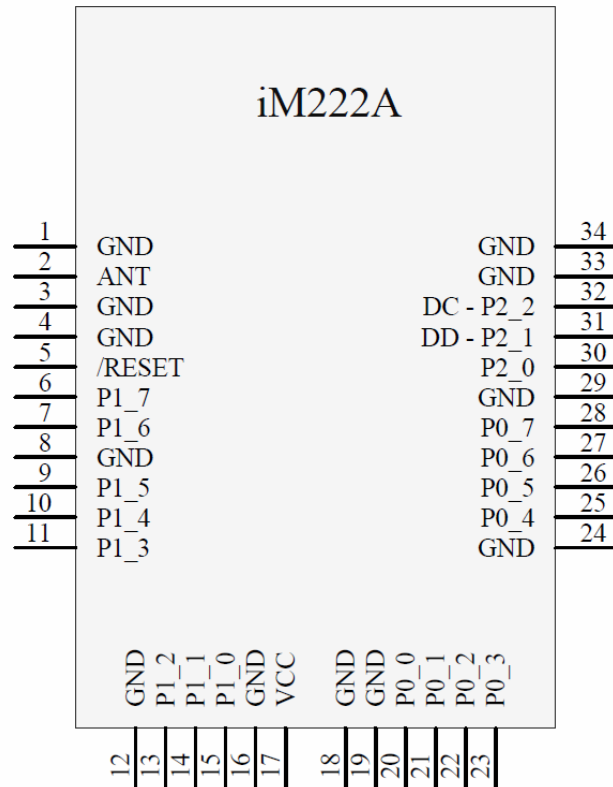 iM222A
1 GND
2 ANT
3 GND
4 GND
5 /RESET
6 P1_7
7 P1_6
8 GND
9 P1_5
10 P1_4
11 P1_3
12 GND
13 P1_2
14 P1_1
15 P1_0
16 GND
17 VCC
18 GND
19 GND
20 P0_0
21 P0_1
22 P0_2
23 P0_3
GND 34
GND 33
DC - P2_2 32
DD - P2_1 31
P2_0 30
GND 29
P0_7 28
P0_6 27
P0_5 26
P0_4 25
GND 24